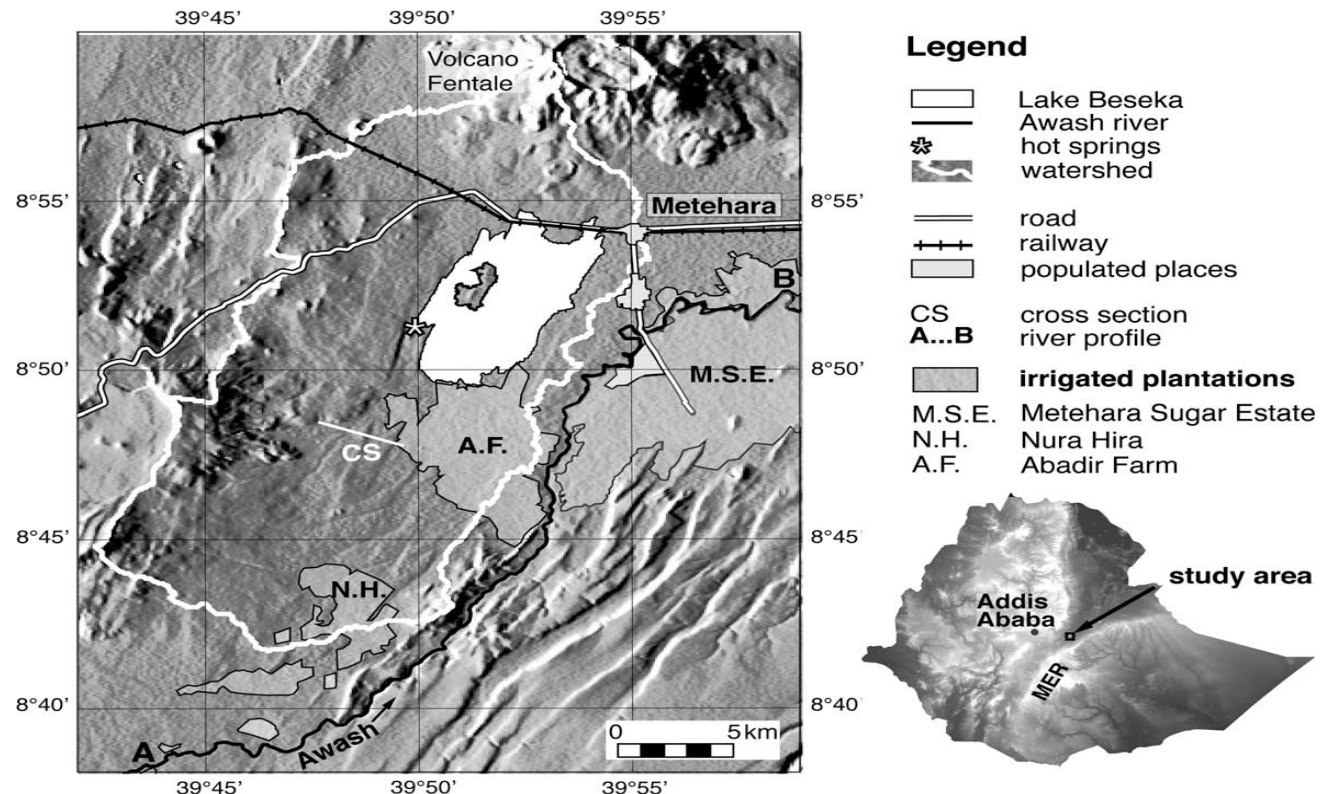 39°45’
39°50’
39°55’
Volcano
Fentale
8°55’
Metehara
8°55’
B
8°50’
M.S.E.
8°50’
A.F.
CS
8°45’
8°45’
N.H.
8°40’
8°40’
A
Awash
0 5 km
39°45’
39°50’
39°55’
Legend
Lake Beseka
Awash river
hot springs
watershed
road
railway
populated places
CS cross section
A...B river profile
irrigated plantations
M.S.E. Metehara Sugar Estate
N.H. Nura Hira
A.F. Abadir Farm
study area
Addis
Ababa
MER